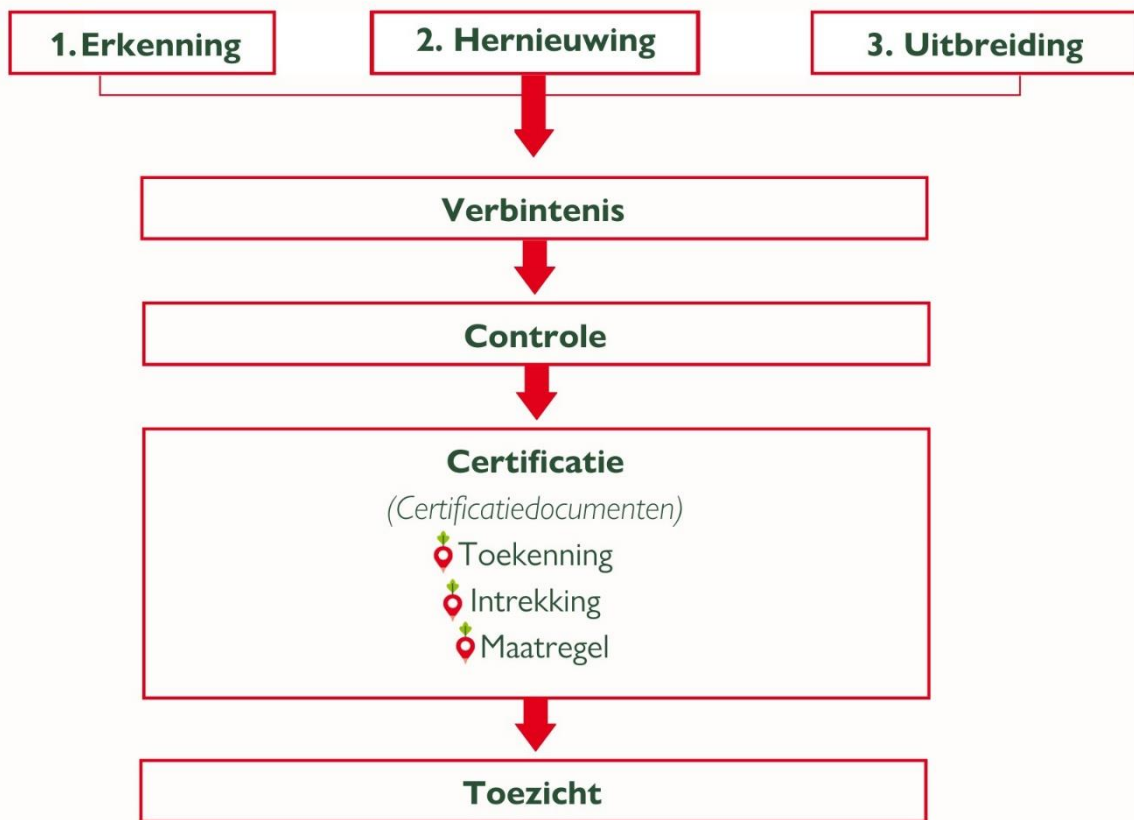 1. Erkenning
2. Hernieuwing
3. Uitbreiding
Verbintenis
Controle
Certificatie
(Certificatiedocumenten)
Toekenning
Intrekking
Maatregel
Toezicht